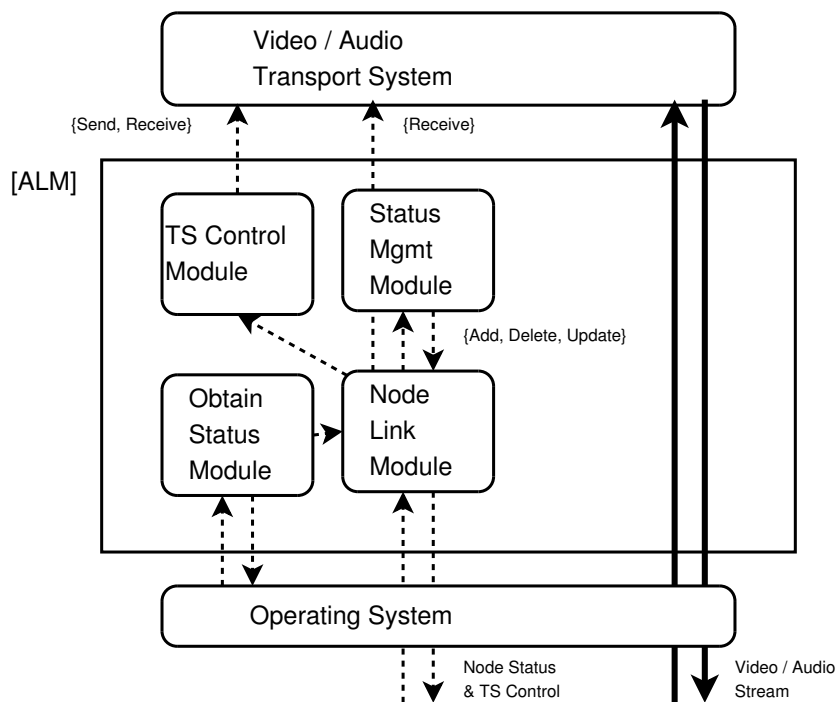 Video / Audio
Transport System
{Send, Receive}
{Receive}
[ALM]
TS Control
Module
Status
Mgmt
Module
{Add, Delete, Update}
Obtain
Status
Module
Node
Link
Module
Operating System
Node Status
& TS Control
Video / Audio
Stream